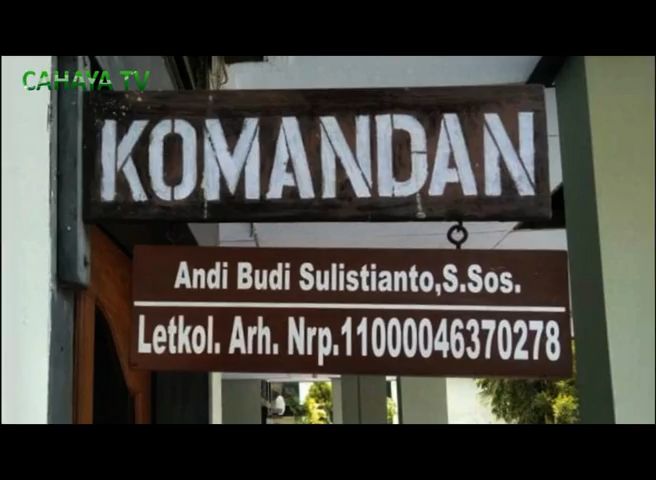 CAHAYA TV
KOMANDAN
Andi Budi Sulistianto,S.Sos.
Letkol. Arh. Nrp.11000046370278